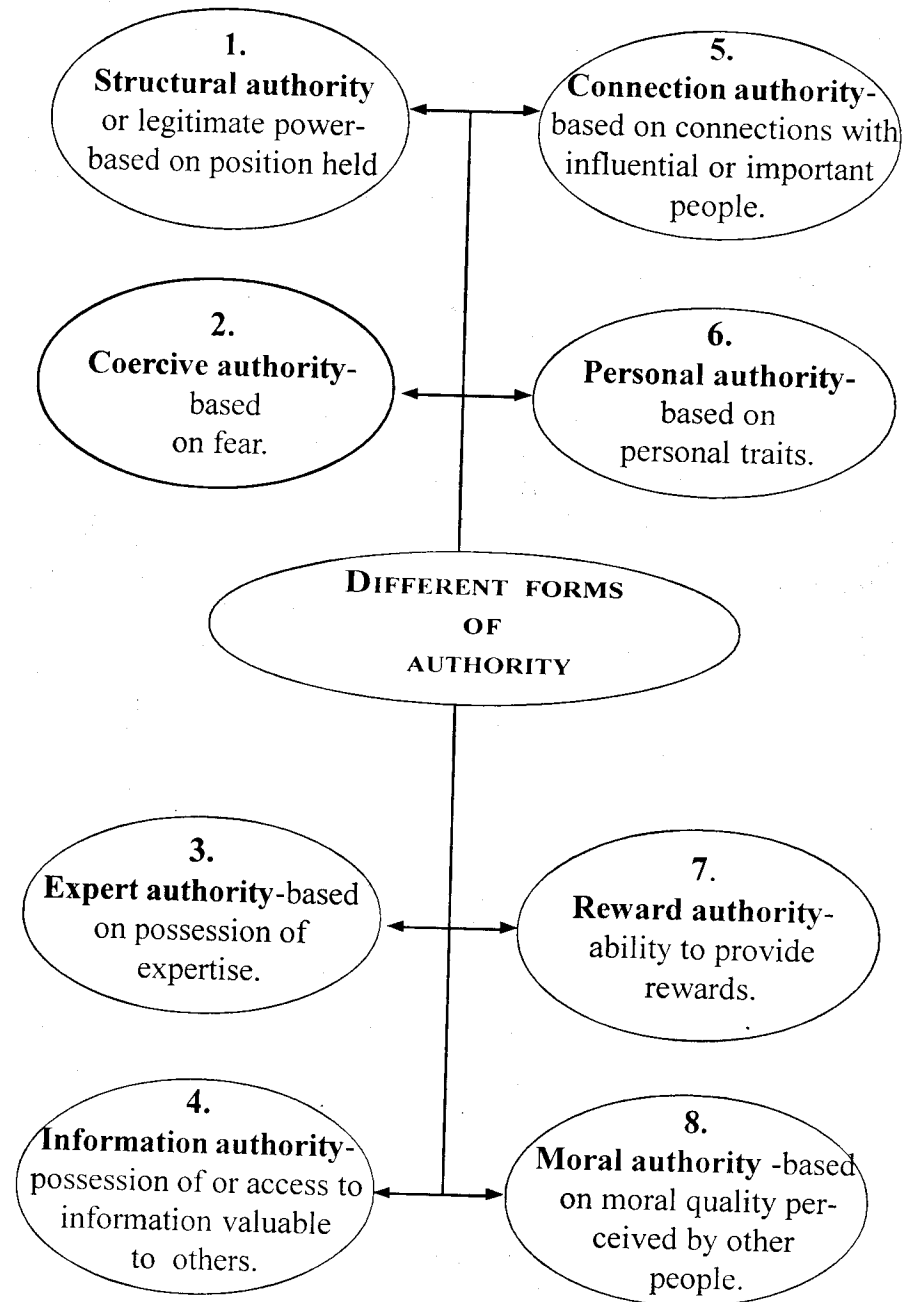 1.
Structural authority
or legitimate power-
based on position held
5.
Connection authority-
based on connections with
influential or important
people.
2.
Coercive authority-
based
on fear.
6.
Personal authority-
based on
personal traits.
DIFFERENT FORMS
OF
AUTHORITY
3.
Expert authority-based
on possession of
expertise.
7.
Reward authority-
ability to provide
rewards.
4.
Information authority-
possession of or access to
information valuable
to others.
8.
Moral authority -based
on moral quality per-
ceived by other
people.